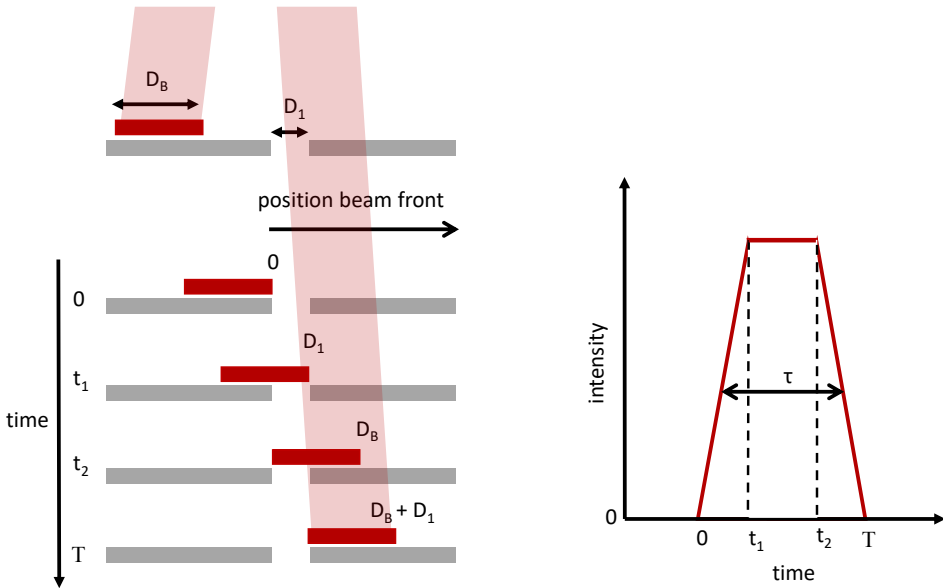 D_B
D_1
position beam front
0
0
D_1
t_1
time
D_B
t_2
D_B + D_1
T
intensity
τ
0
0
t_1
t_2
T
time